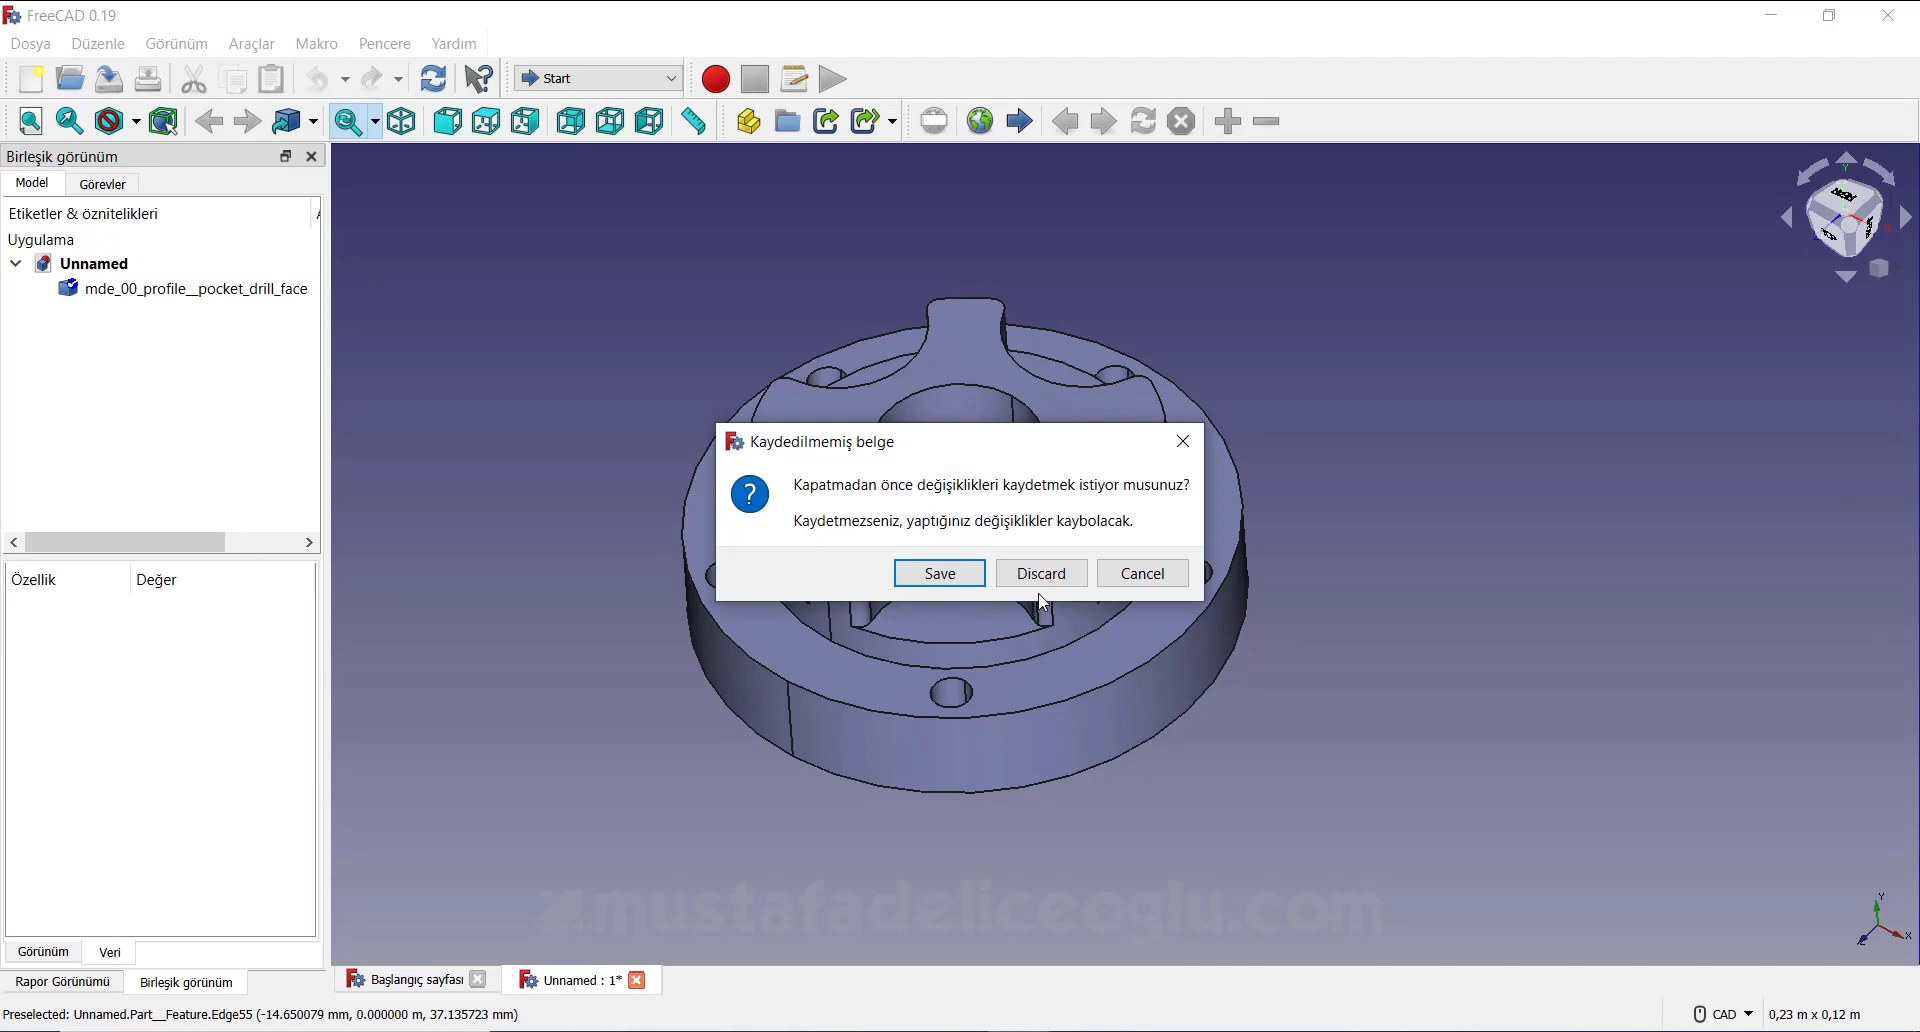 FreeCAD 0.19
Dosya Düzenle Görünüm Araçlar Makro Pencere Yardım
Start
Birleşik görünüm
Model Görevler
Etiketler & öznitelikleri
Uygulama
Unnamed
mde_00_profile__pocket_drill_face
Özellik Değer
Görünüm Veri
Rapor Görünümü Birleşik görünüm
Kaydedilmemiş belge
Kapatmadan önce değişiklikleri kaydetmek istiyor musunuz?
Kaydetmezseniz, yaptığınız değişiklikler kaybolacak.
Save Discard Cancel
mustafadeliceoglu.com
Y
X
Z
Başlangıç sayfası Unnamed : 1*
Preselected: Unnamed.Part__Feature.Edge55 (-14.650079 mm, 0.000000 m, 37.135723 mm)
CAD 0,23 m x 0,12 m